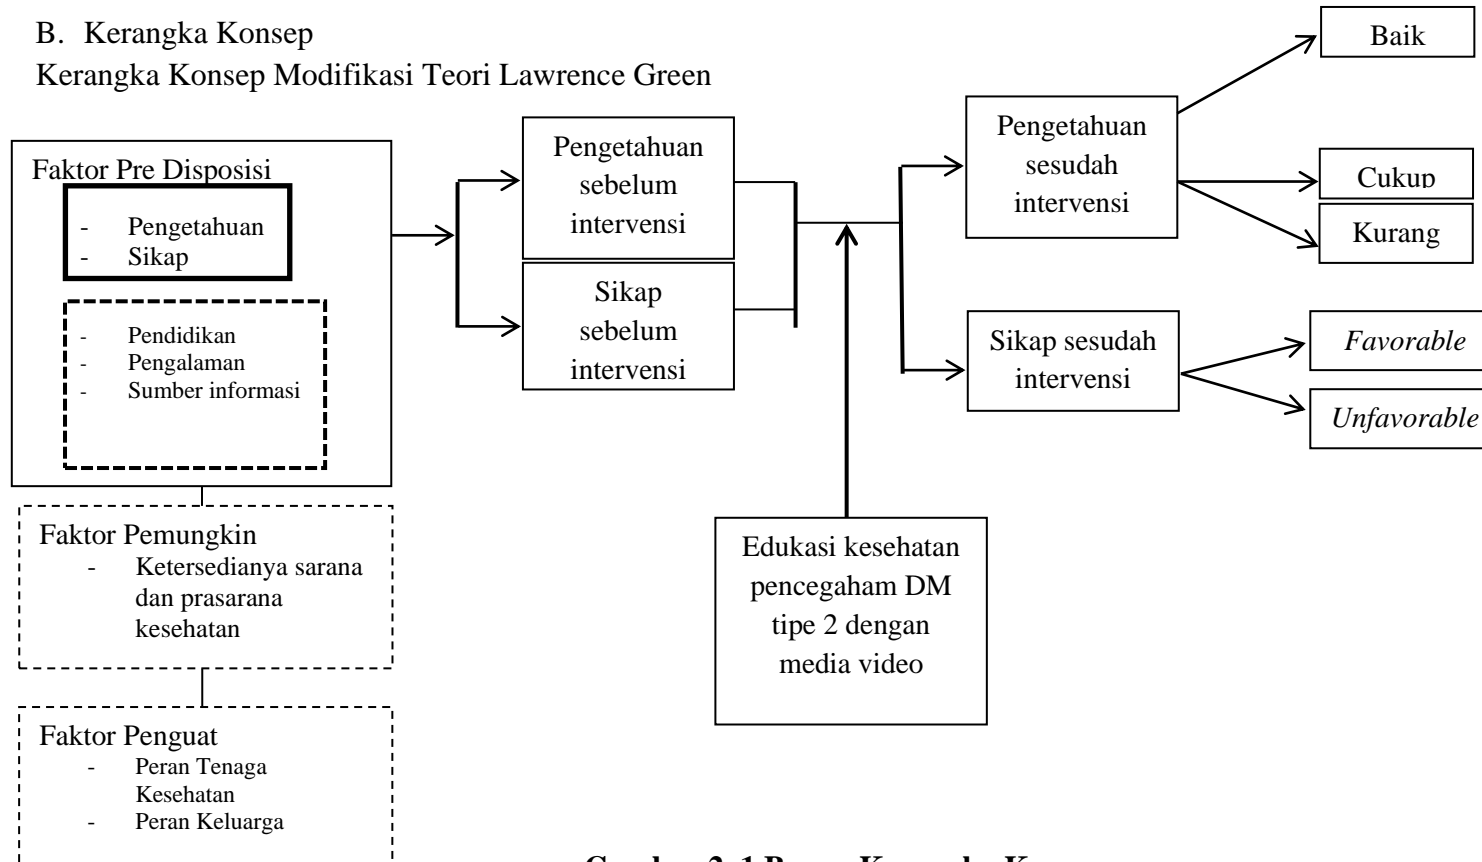 B. Kerangka Konsep
Kerangka Konsep Modifikasi Teori Lawrence Green
Faktor Pre Disposisi
- Pengetahuan
- Sikap
- Pendidikan
- Pengalaman
- Sumber informasi
Faktor Pemungkin
- Ketersedianya sarana
dan prasarana
kesehatan
Faktor Penguat
- Peran Tenaga
Kesehatan
- Peran Keluarga
Pengetahuan
sebelum
intervensi
Sikap
sebelum
intervensi
Edukasi kesehatan
pencegaham DM
tipe 2 dengan
media video
Pengetahuan
sesudah
intervensi
Sikap sesudah
intervensi
Baik
Cukup
Kurang
Favorable
Unfavorable